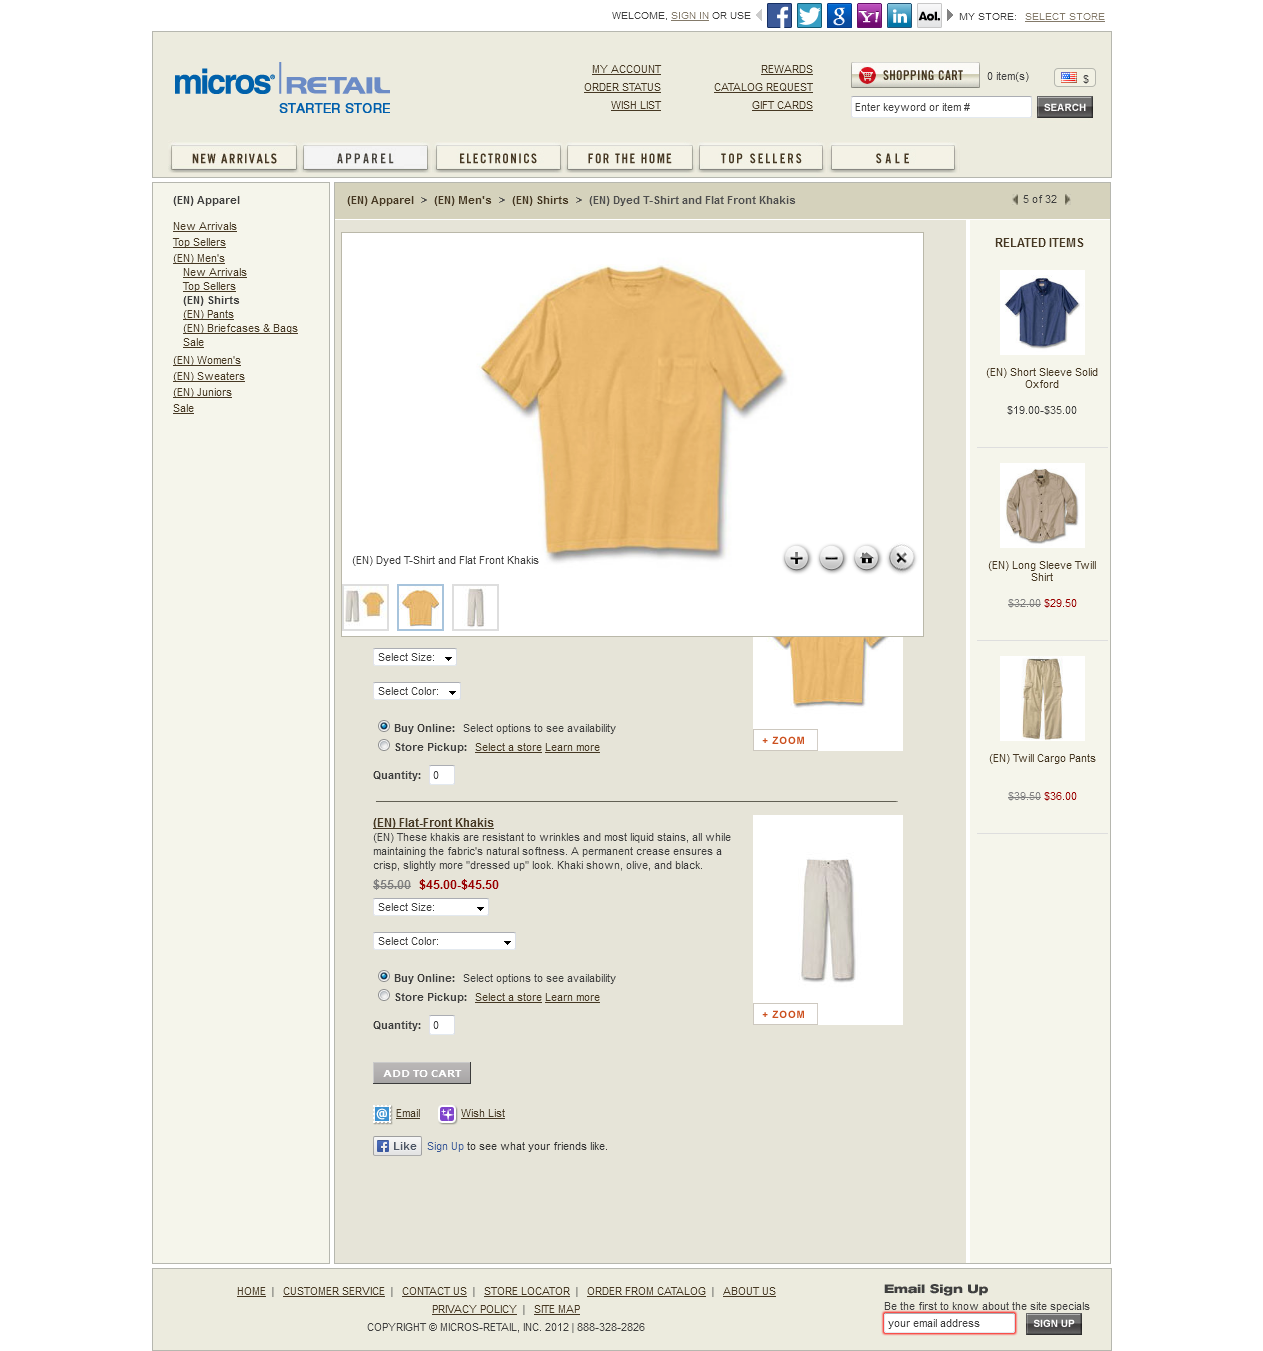 WELCOME, SIGN IN OR USE
Y!
in
Aol.
MY STORE: SELECT STORE
micros RETAIL
STARTER STORE
MY ACCOUNT
ORDER STATUS
WISH LIST
REWARDS
CATALOG REQUEST
GIFT CARDS
SHOPPING CART
0 item(s)
$
Enter keyword or item #
SEARCH
NEW ARRIVALS
APPAREL
ELECTRONICS
FOR THE HOME
TOP SELLERS
SALE
(EN) Apparel
New Arrivals
Top Sellers
(EN) Men's
New Arrivals
Top Sellers
(EN) Shirts
(EN) Pants
(EN) Briefcases & Bags
Sale
(EN) Women's
(EN) Sweaters
(EN) Juniors
Sale
(EN) Apparel > (EN) Men's > (EN) Shirts > (EN) Dyed T-Shirt and Flat Front Khakis
5 of 32
(EN) Dyed T-Shirt and Flat Front Khakis
Select Size:
Select Color:
Buy Online: Select options to see availability
Store Pickup: Select a store Learn more
Quantity: 0
+ ZOOM
(EN) Flat-Front Khakis
(EN) These khakis are resistant to wrinkles and most liquid stains, all while
maintaining the fabric's natural softness. A permanent crease ensures a
crisp, slightly more "dressed up" look. Khaki shown, olive, and black.
$55.00 $45.00-$45.50
Select Size:
Select Color:
Buy Online: Select options to see availability
Store Pickup: Select a store Learn more
Quantity: 0
+ ZOOM
ADD TO CART
Email
Wish List
Like
Sign Up to see what your friends like.
RELATED ITEMS
(EN) Short Sleeve Solid
Oxford
$19.00-$35.00
(EN) Long Sleeve Twill
Shirt
$32.00 $29.50
(EN) Twill Cargo Pants
$39.50 $36.00
HOME | CUSTOMER SERVICE | CONTACT US | STORE LOCATOR | ORDER FROM CATALOG | ABOUT US
PRIVACY POLICY | SITE MAP
COPYRIGHT © MICROS-RETAIL, INC. 2012 | 888-328-2826
Email Sign Up
Be the first to know about the site specials
your email address
SIGN UP